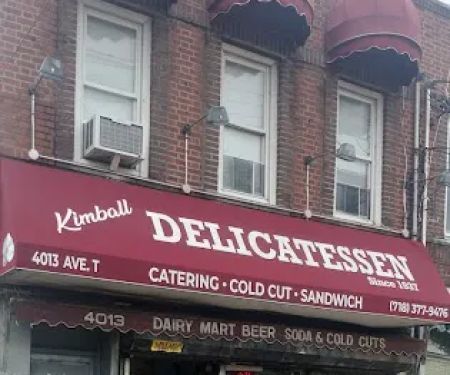 Kimball
DELICATESSEN
Since 1937
4013 AVE. T
CATERING · COLD CUT · SANDWICH
(718) 377-9476
4013 DAIRY MART BEER SODA & COLD CUTS